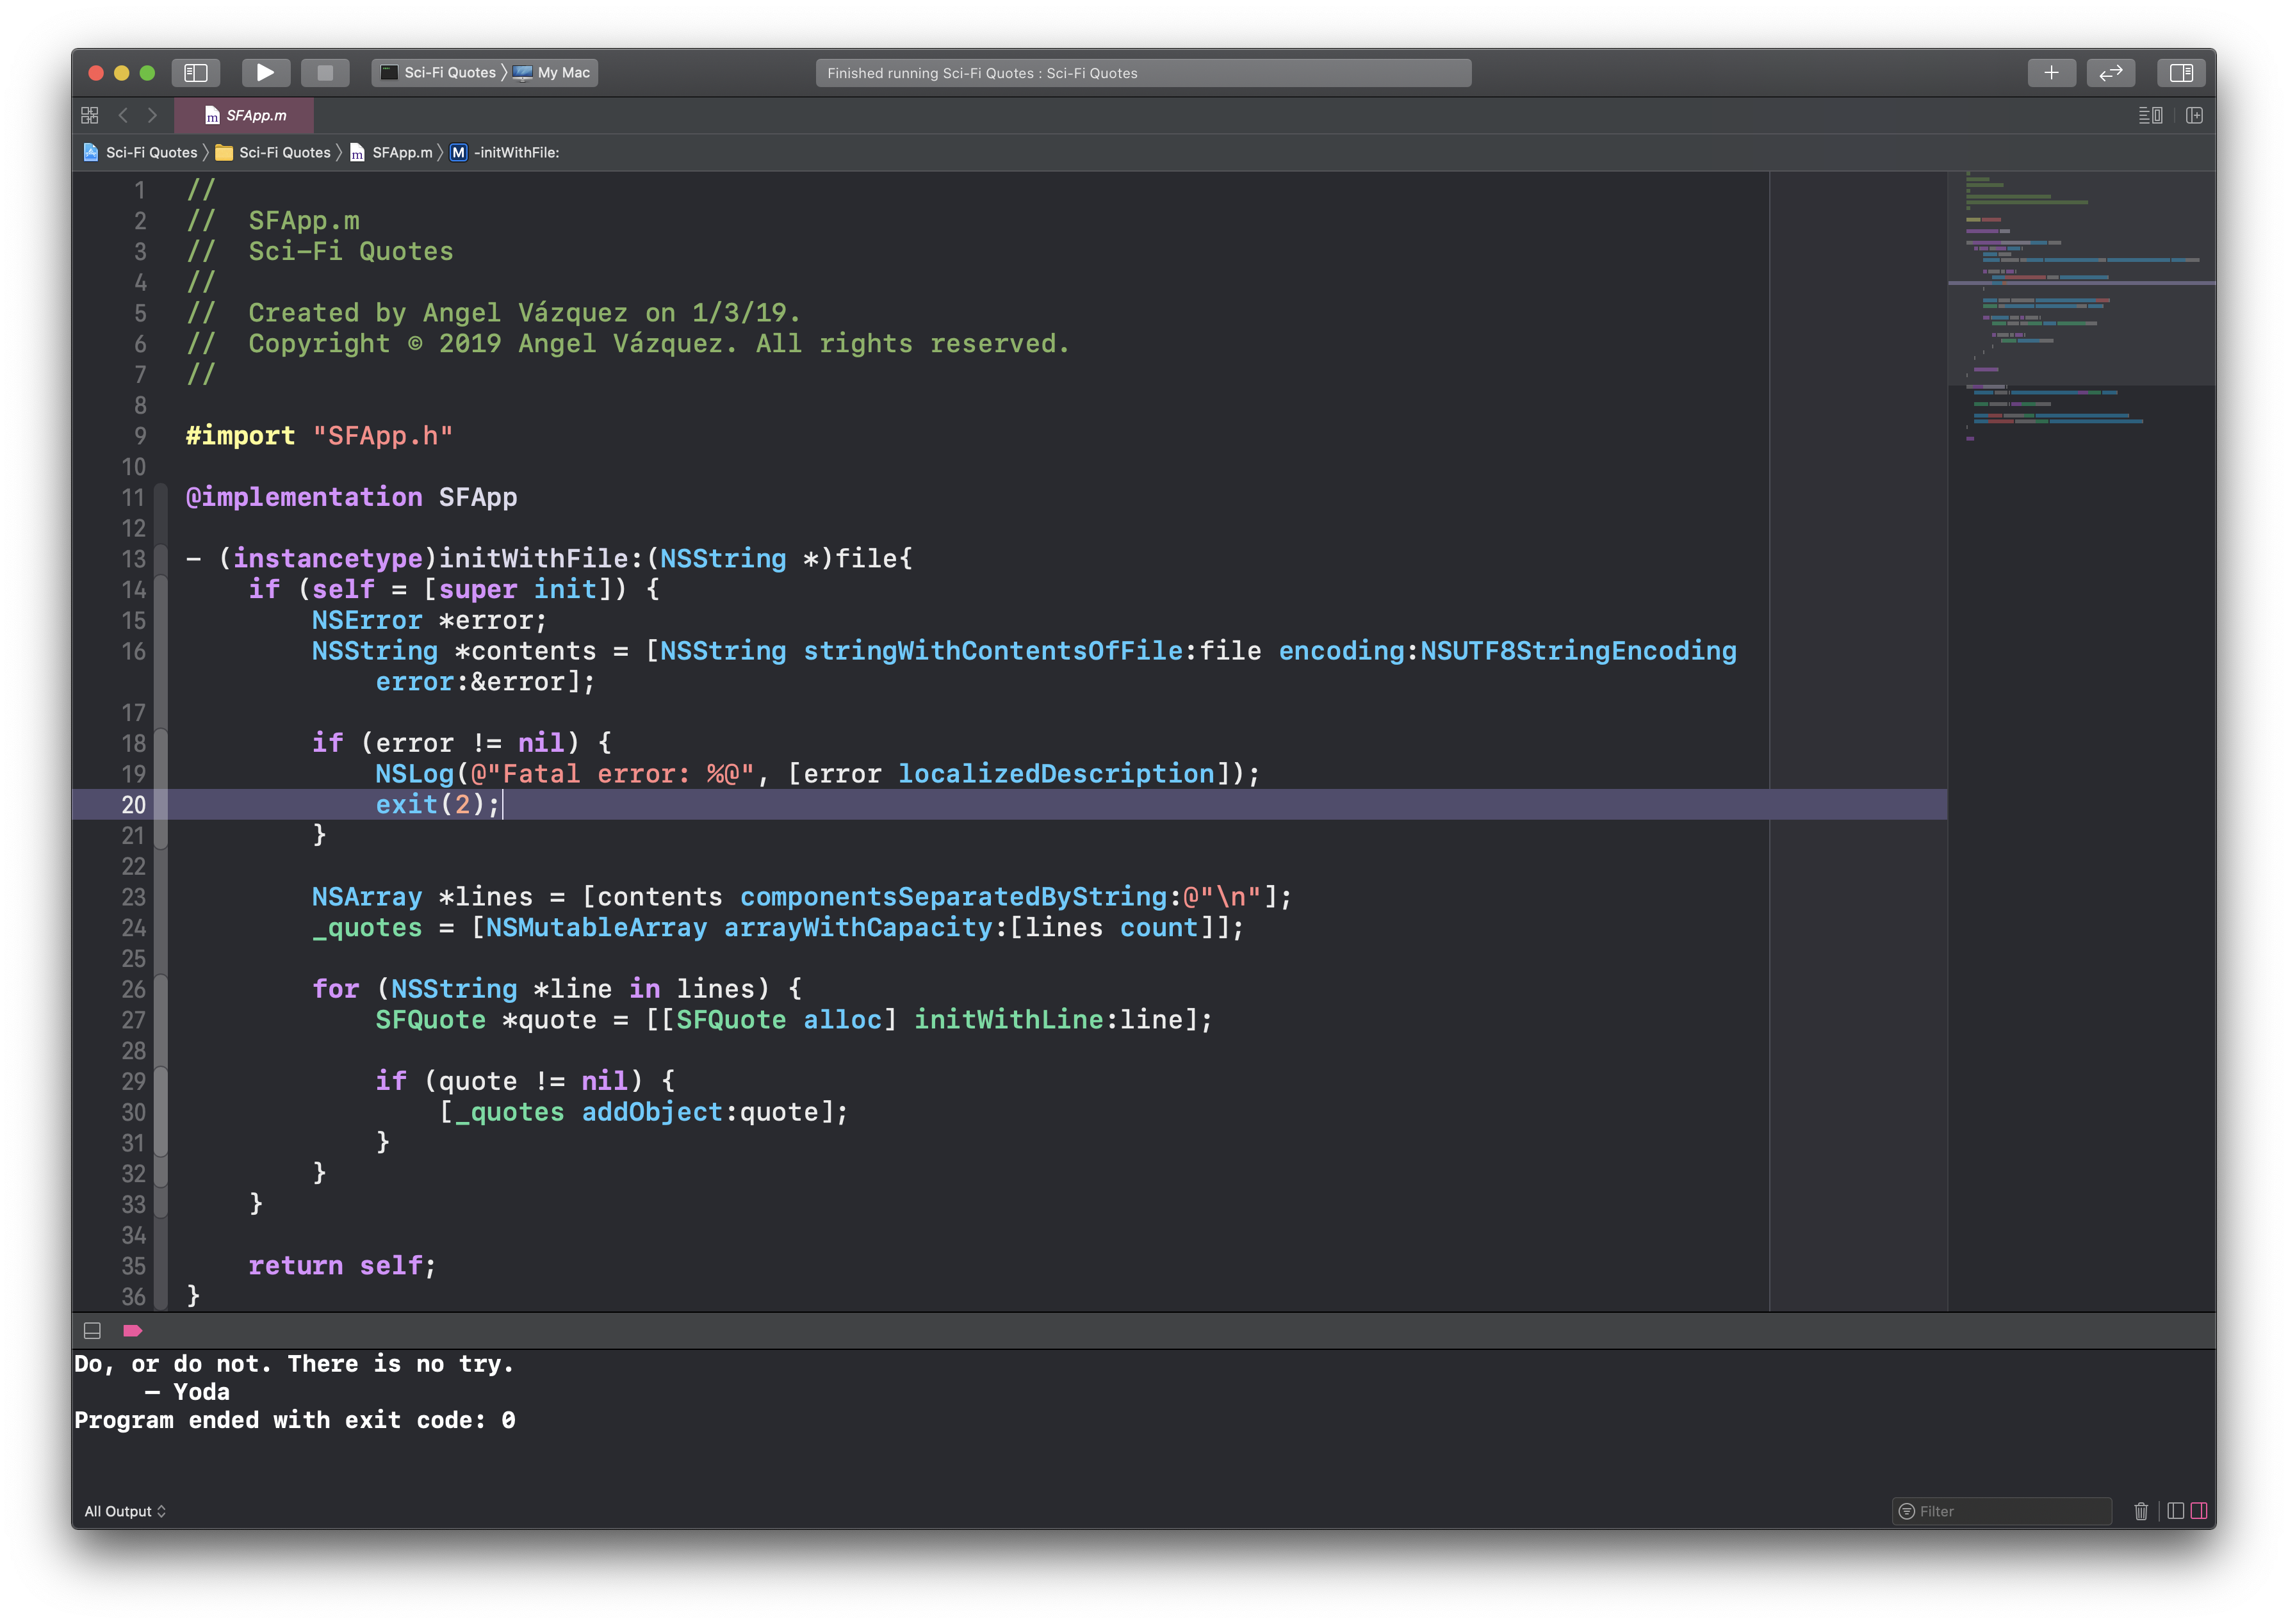 Sci-Fi Quotes My Mac
Finished running Sci-Fi Quotes : Sci-Fi Quotes
SFApp.m
Sci-Fi Quotes Sci-Fi Quotes SFApp.m M -initWithFile:
1 //
2 //  SFApp.m
3 //  Sci-Fi Quotes
4 //
5 //  Created by Angel Vázquez on 1/3/19.
6 //  Copyright © 2019 Angel Vázquez. All rights reserved.
7 //
8
9 #import "SFApp.h"
10
11 @implementation SFApp
12
13 - (instancetype)initWithFile:(NSString *)file{
14     if (self = [super init]) {
15         NSError *error;
16         NSString *contents = [NSString stringWithContentsOfFile:file encoding:NSUTF8StringEncoding
            error:&error];
17
18         if (error != nil) {
19             NSLog(@"Fatal error: %@", [error localizedDescription]);
20             exit(2);
21         }
22
23         NSArray *lines = [contents componentsSeparatedByString:@"\n"];
24         _quotes = [NSMutableArray arrayWithCapacity:[lines count]];
25
26         for (NSString *line in lines) {
27             SFQuote *quote = [[SFQuote alloc] initWithLine:line];
28
29             if (quote != nil) {
30                 [_quotes addObject:quote];
31             }
32         }
33     }
34
35     return self;
36 }
Do, or do not. There is no try.
     — Yoda
Program ended with exit code: 0
All Output
Filter